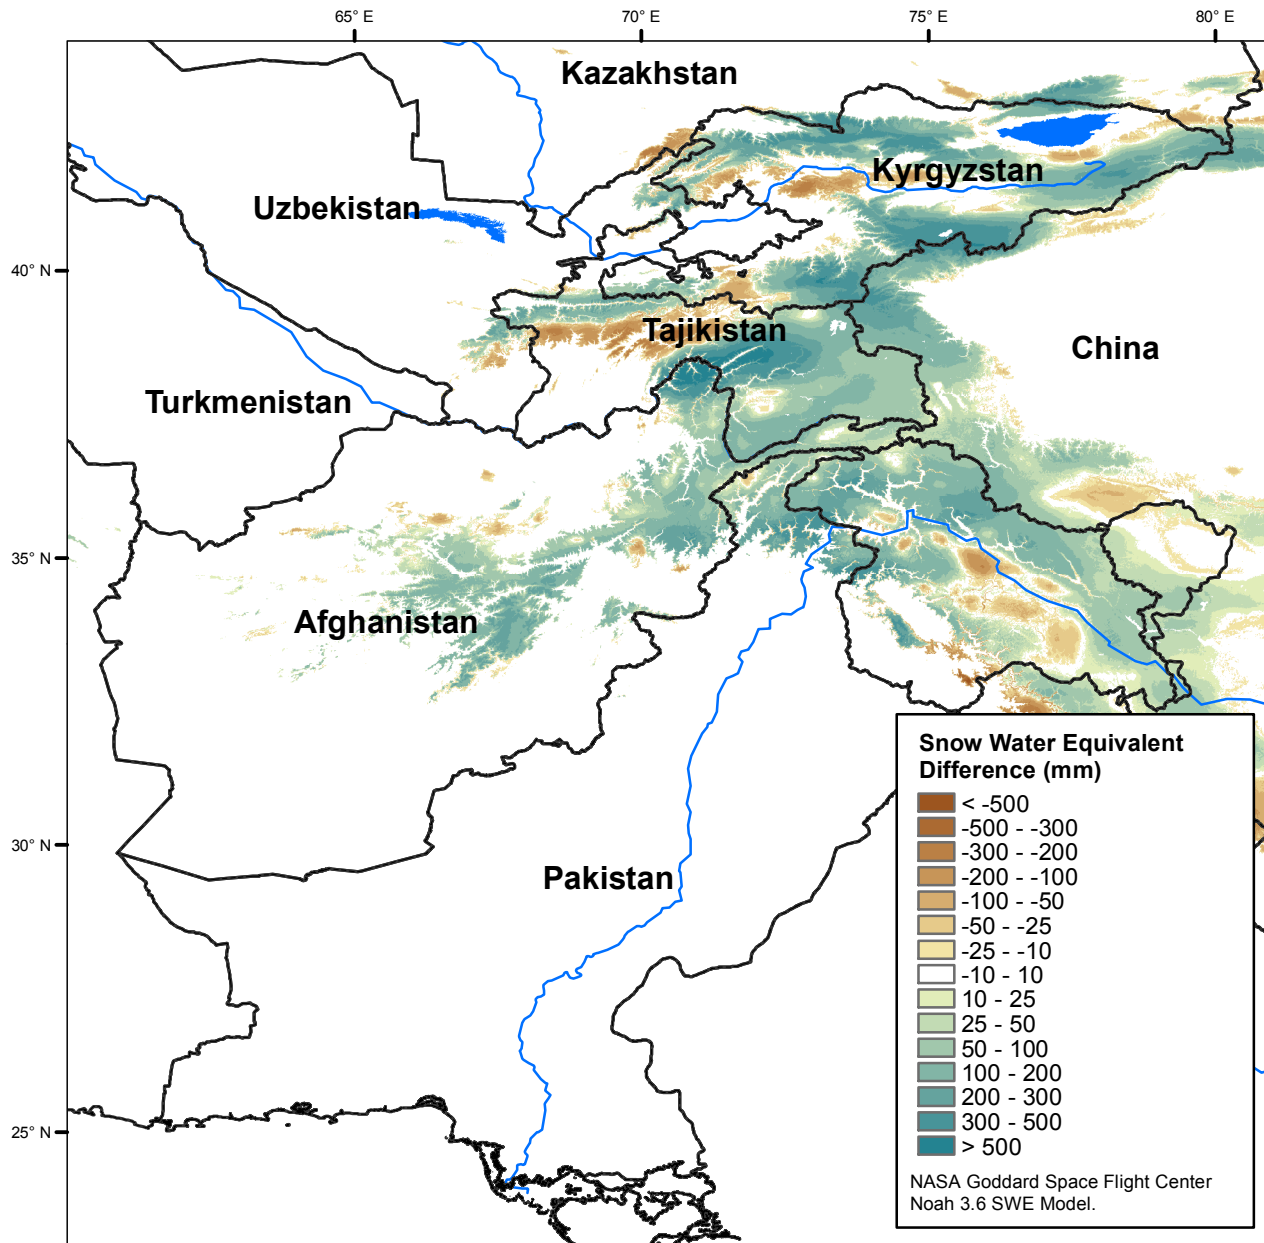 65° E
70° E
75° E
80° E
Kazakhstan
Kyrgyzstan
Uzbekistan
40° N
Tajikistan
China
Turkmenistan
35° N
Afghanistan
Snow Water Equivalent
Difference (mm)
< -500
-500 - -300
-300 - -200
-200 - -100
-100 - -50
-50 - -25
-25 - -10
-10 - 10
10 - 25
25 - 50
50 - 100
100 - 200
200 - 300
300 - 500
> 500
30° N
Pakistan
25° N
NASA Goddard Space Flight Center
Noah 3.6 SWE Model.